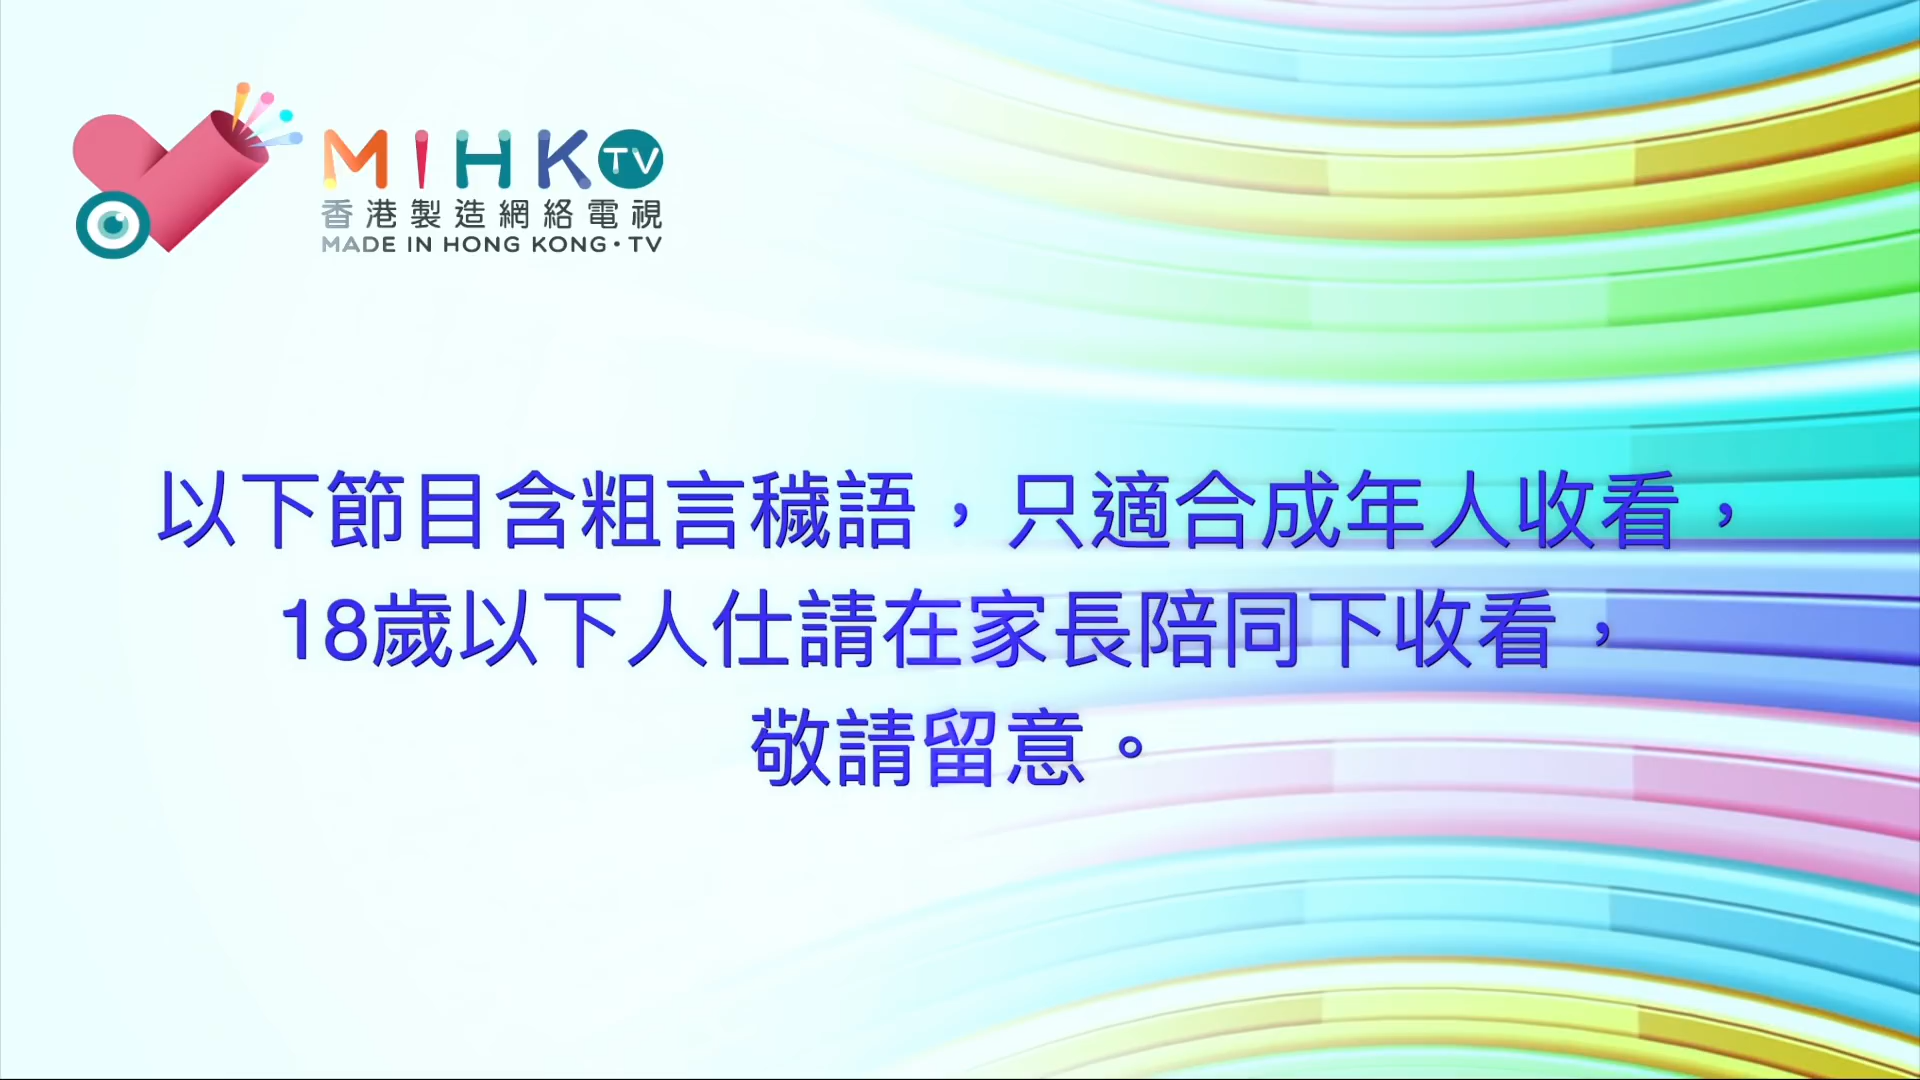 MIHK TV
香港製造網絡電視
MADE IN HONG KONG・TV
以下節目含粗言穢語，只適合成年人收看，
18歲以下人仕請在家長陪同下收看，
敬請留意。